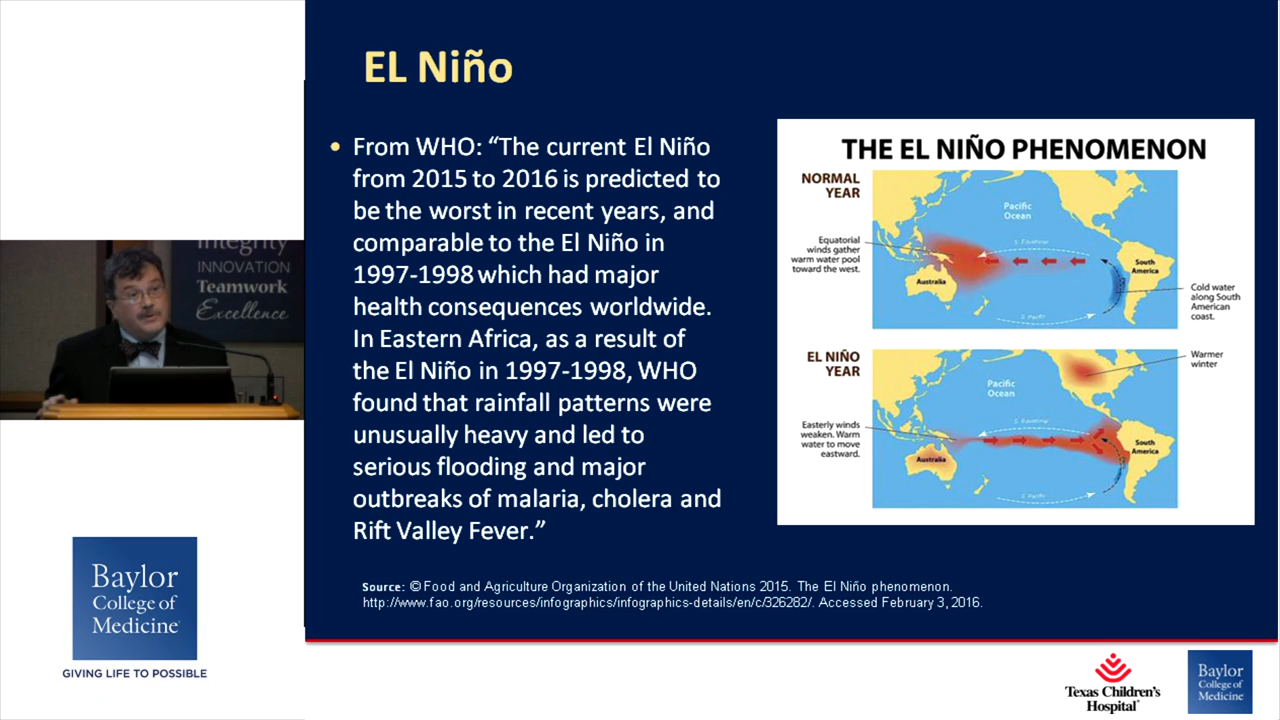 EL Niño
• From WHO: “The current El Niño
from 2015 to 2016 is predicted to
be the worst in recent years, and
comparable to the El Niño in
1997-1998 which had major
health consequences worldwide.
In Eastern Africa, as a result of
the El Niño in 1997-1998, WHO
found that rainfall patterns were
unusually heavy and led to
serious flooding and major
outbreaks of malaria, cholera and
Rift Valley Fever.”
THE EL NIÑO PHENOMENON
NORMAL
YEAR
Pacific
Ocean
Equatorial
winds gather
warm water pool
toward the west.
S. Equatorial
South
America
Australia
Cold water
along South
American
coast.
S. Pacific
EL NIÑO
YEAR
Warmer
winter
Pacific
Ocean
Easterly winds
weaken. Warm
water to move
eastward.
S. Equatorial
South
America
Australia
S. Pacific
Source: © Food and Agriculture Organization of the United Nations 2015. The El Niño phenomenon.
http://www.fao.org/resources/infographics/infographics-details/en/c/326282/. Accessed February 3, 2016.
Integrity
INNOVATION
Teamwork
Excellence
Baylor
College of
Medicine
GIVING LIFE TO POSSIBLE
Texas Children's
Hospital
Baylor
College of
Medicine